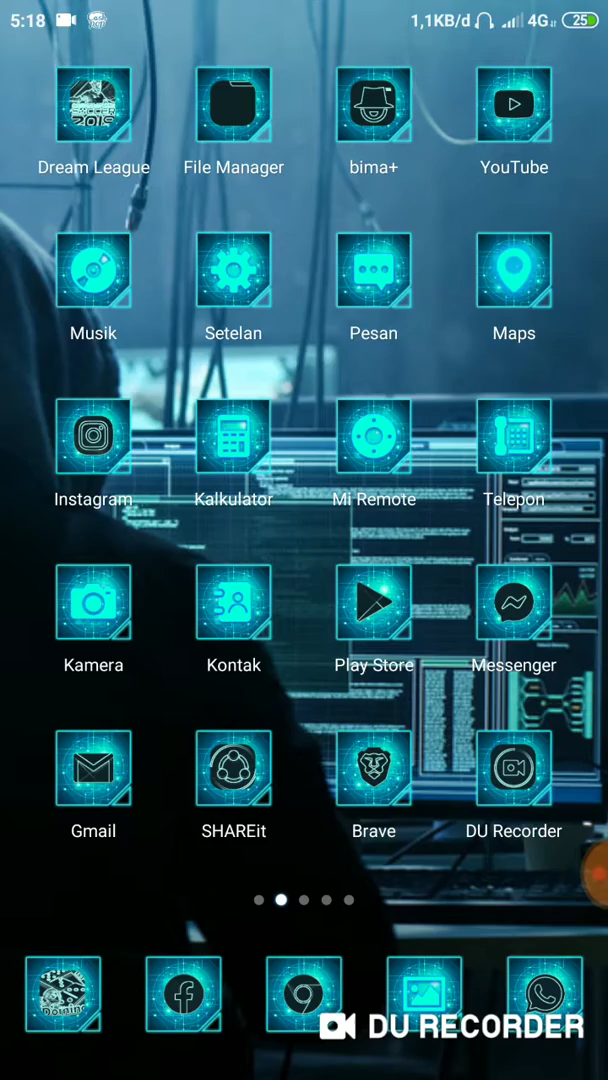 5:18
1,1KB/d 4G 25
Dream League File Manager bima+ YouTube
Musik Setelan Pesan Maps
Instagram Kalkulator Mi Remote Telepon
Kamera Kontak Play Store Messenger
Gmail SHAREit Brave DU Recorder
DU RECORDER